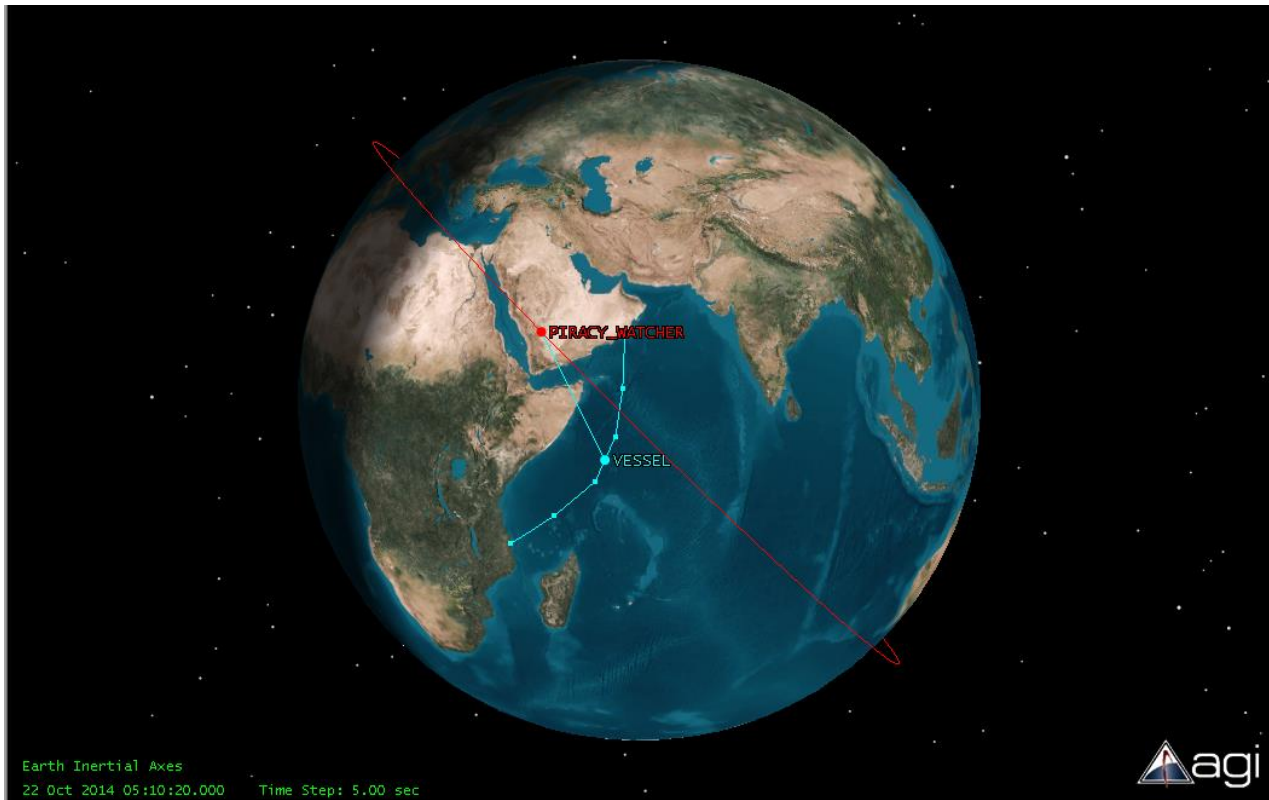 PIRACY_WATCHER
VESSEL
Earth Inertial Axes
22 Oct 2014 05:10:20.000 Time Step: 5.00 sec
agi